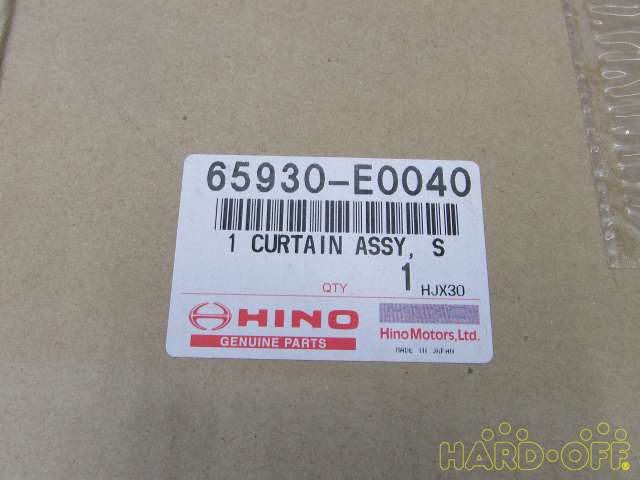 65930-E0040
1 CURTAIN ASSY, S
QTY 1 HJX30
HINO
GENUINE PARTS
Hino Motors, Ltd.
MADE IN JAPAN
HARD-OFF